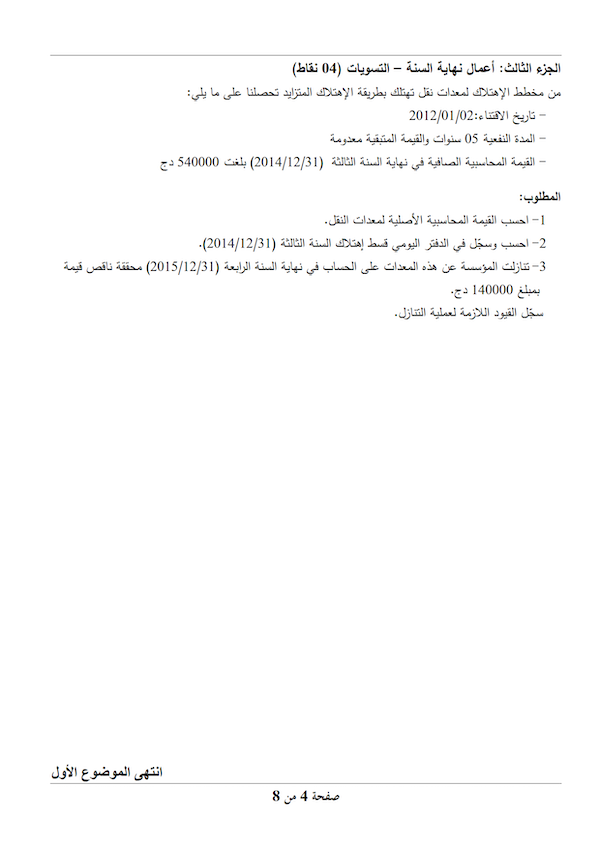 الجزء الثالث: أعمال نهاية السنة – التسويات (04 نقاط)
من مخطط الإهتلاك لمعدات نقل تهتلك بطريقة الإهتلاك المتزايد تحصلنا على ما يلي:
– تاريخ الاقتناء:2012/01/02
– المدة النفعية 05 سنوات والقيمة المتبقية معدومة
– القيمة المحاسبية الصافية في نهاية السنة الثالثة (2014/12/31) بلغت 540000 دج
المطلوب:
1– احسب القيمة المحاسبية الأصلية لمعدات النقل.
2– احسب وسجّل في الدفتر اليومي قسط إهتلاك السنة الثالثة (2014/12/31).
3– تنازلت المؤسسة عن هذه المعدات على الحساب في نهاية السنة الرابعة (2015/12/31) محققة ناقص قيمة
بمبلغ 140000 دج.
سجّل القيود اللازمة لعملية التنازل.
انتهى الموضوع الأول
صفحة 4 من 8